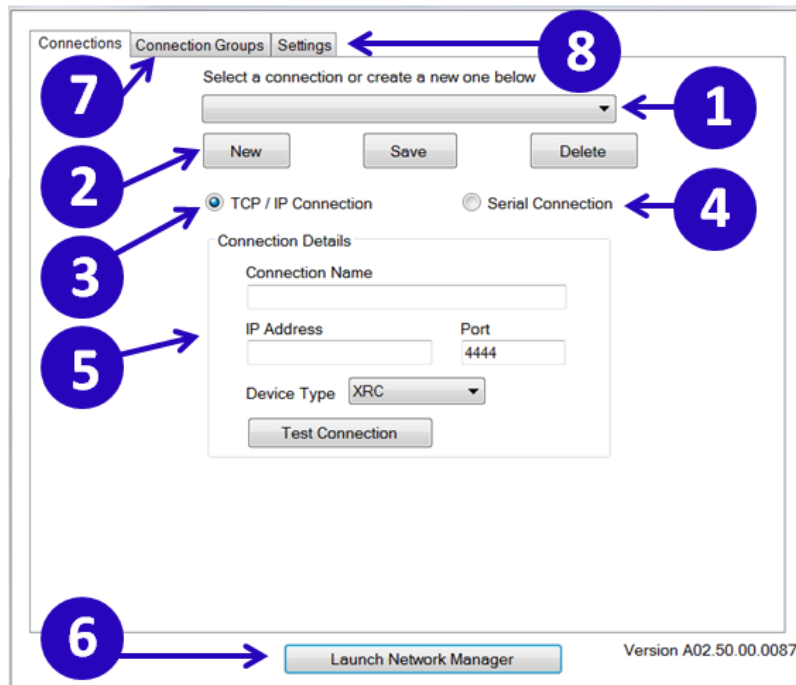 Connections Connection Groups Settings 8
7 Select a connection or create a new one below
1
2 New Save Delete
TCP / IP Connection Serial Connection 4
3 Connection Details
Connection Name
IP Address Port
5 4444
Device Type XRC
Test Connection
6 Launch Network Manager Version A02.50.00.0087